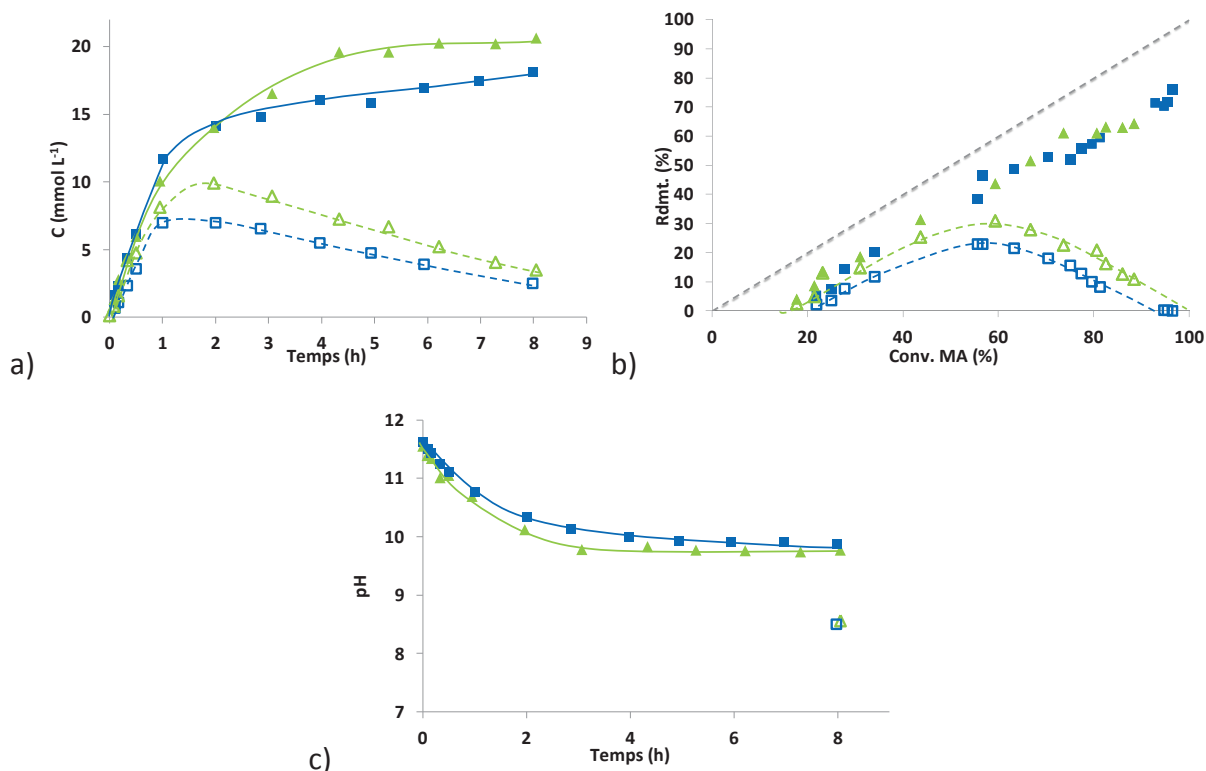 C (mmol L-1)
20
15
10
5
0
0 1 2 3 4 5 6 7 8 9
Temps (h)
a)
Rdmt. (%)
100
90
80
70
60
50
40
30
20
10
0
0 20 40 60 80 100
Conv. MA (%)
b)
pH
12
11
10
9
8
7
0 2 4 6 8
Temps (h)
c)